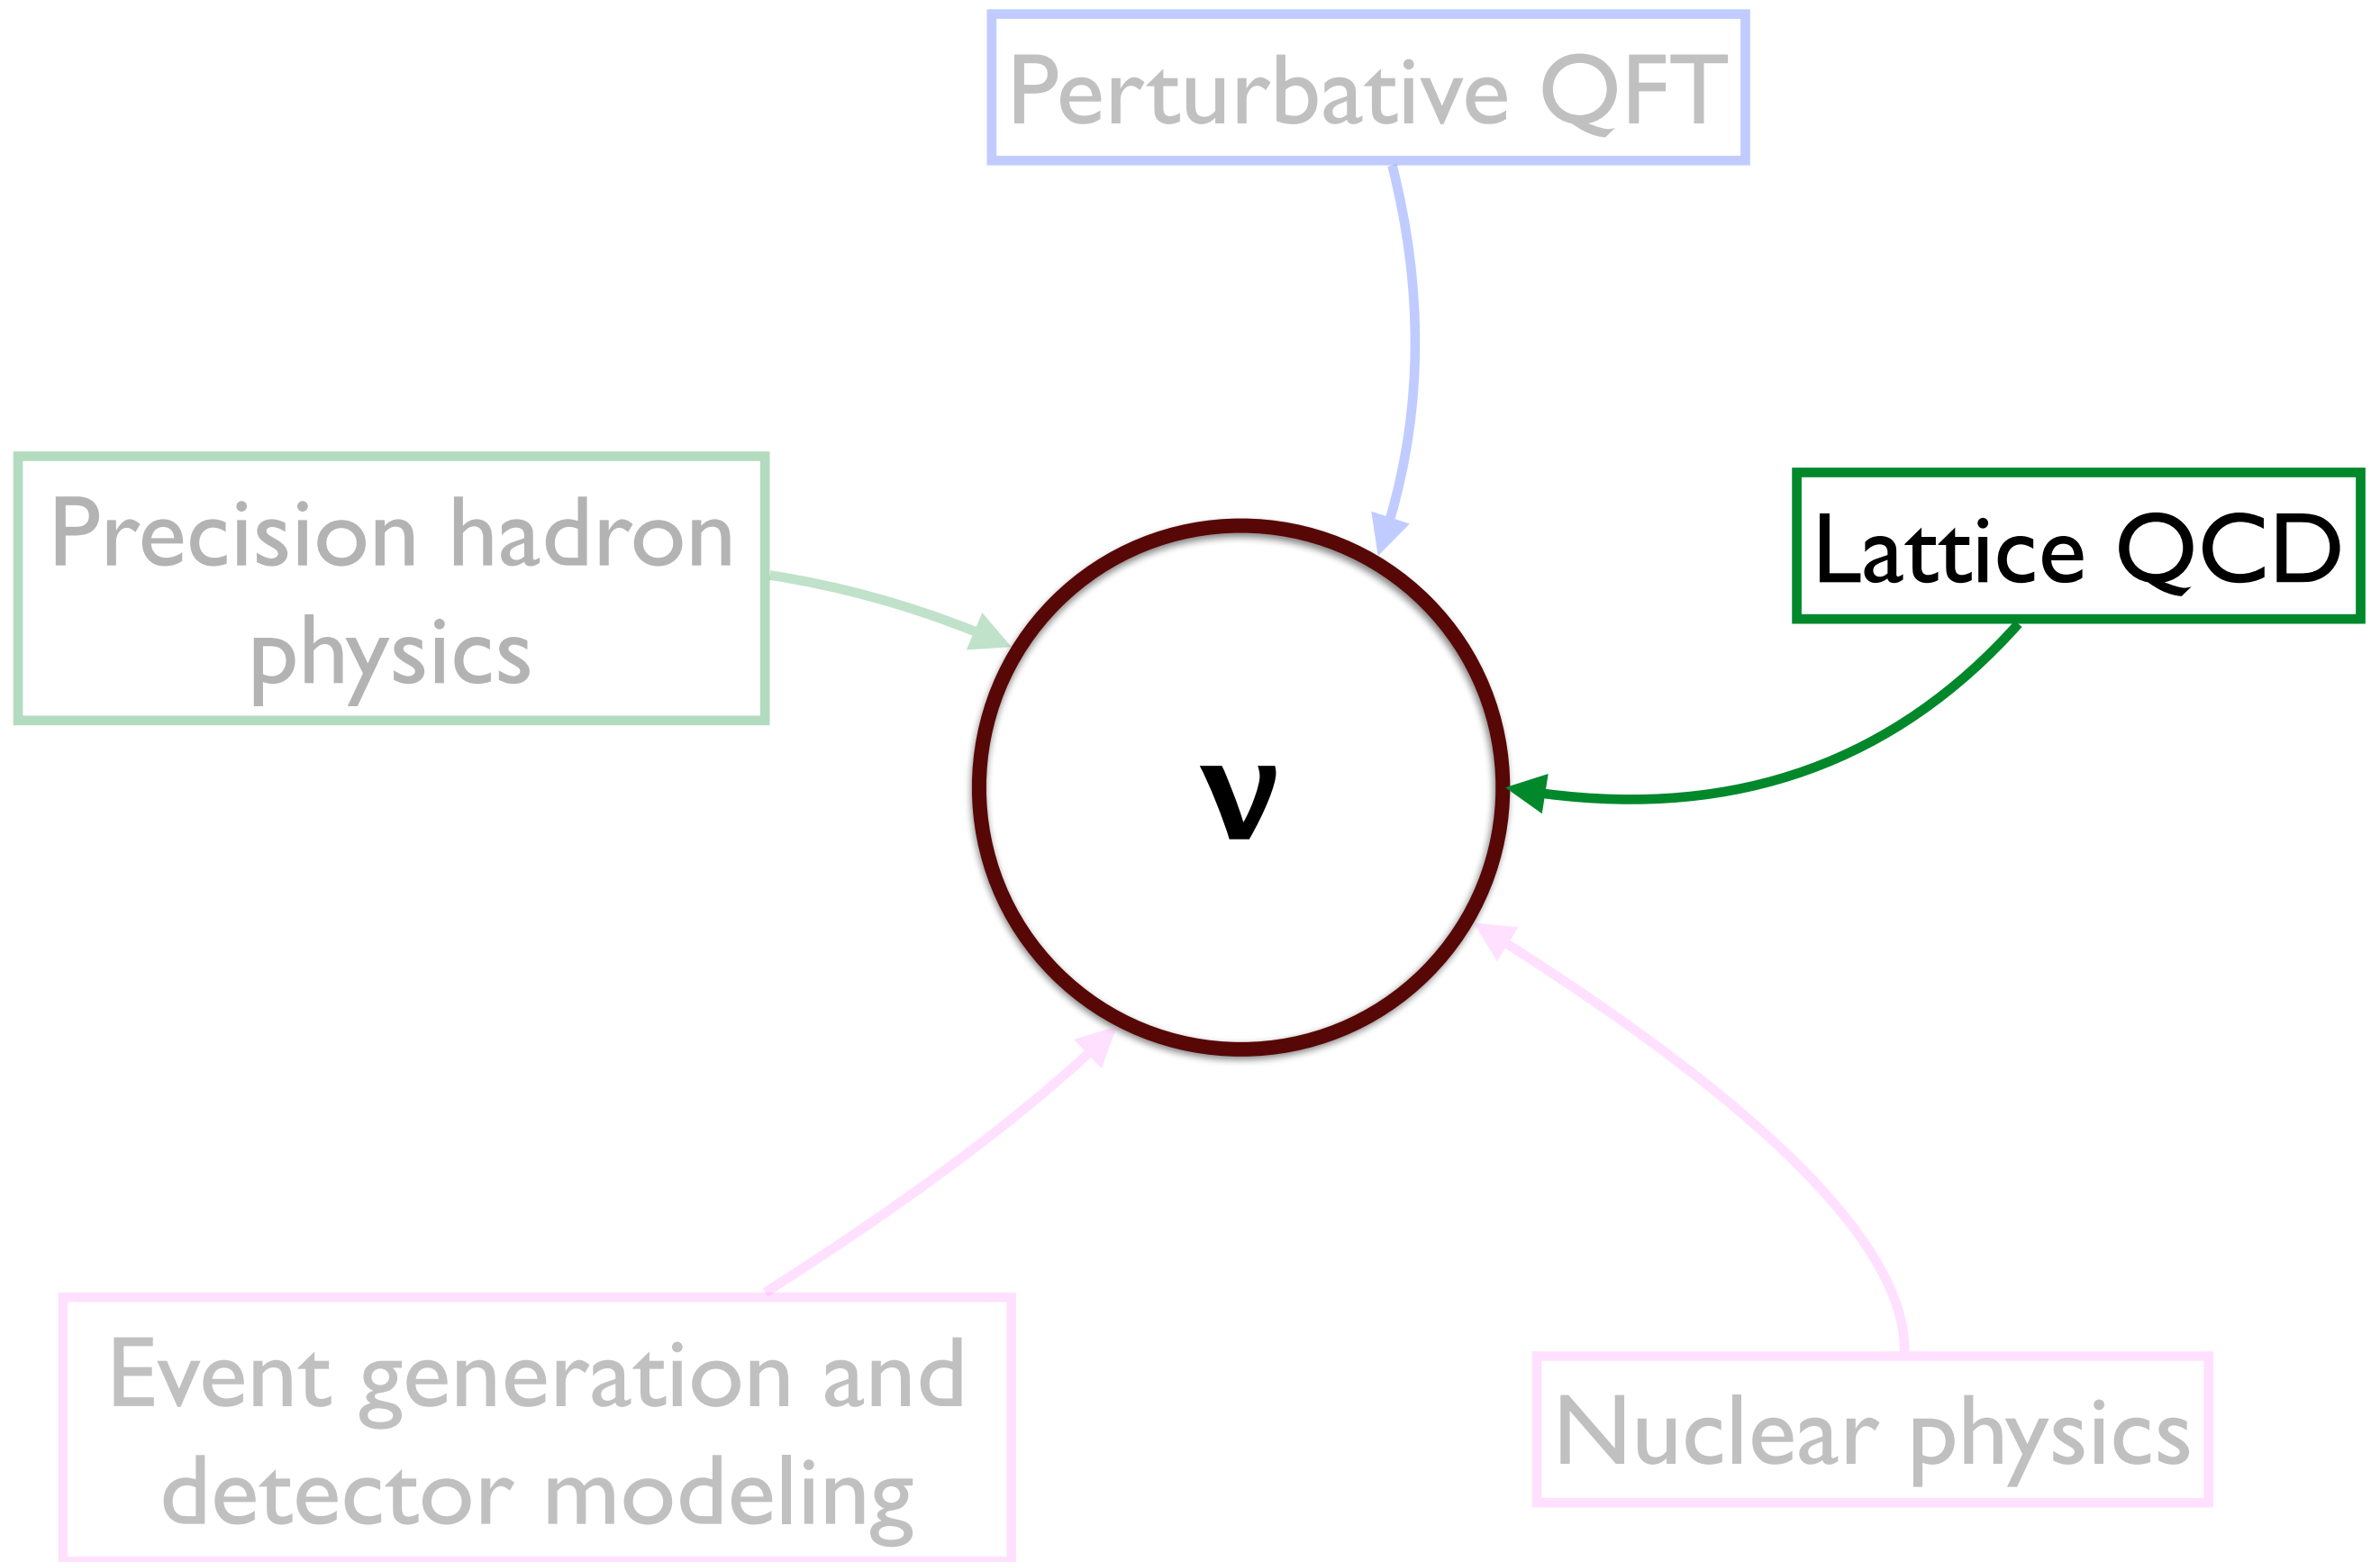 Perturbative QFT
Precision hadron
physics
Lattice QCD
ν
Event generation and
detector modeling
Nuclear physics